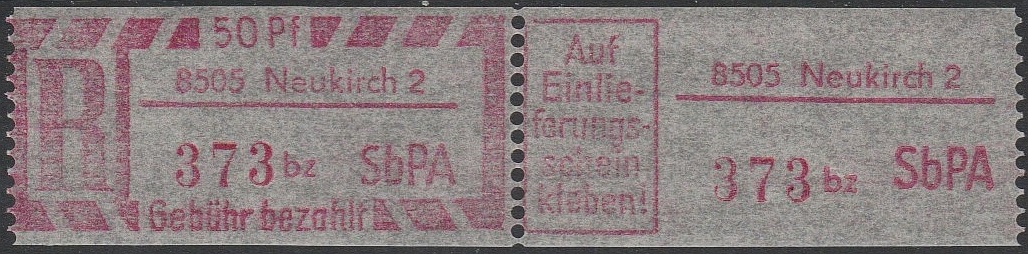 50 Pf
R
8505 Neukirch 2
373 bz SbPA
Gebühr bezahlt
Auf
Einlie-
ferungs-
schein
kleben!
8505 Neukirch 2
373 bz SbPA